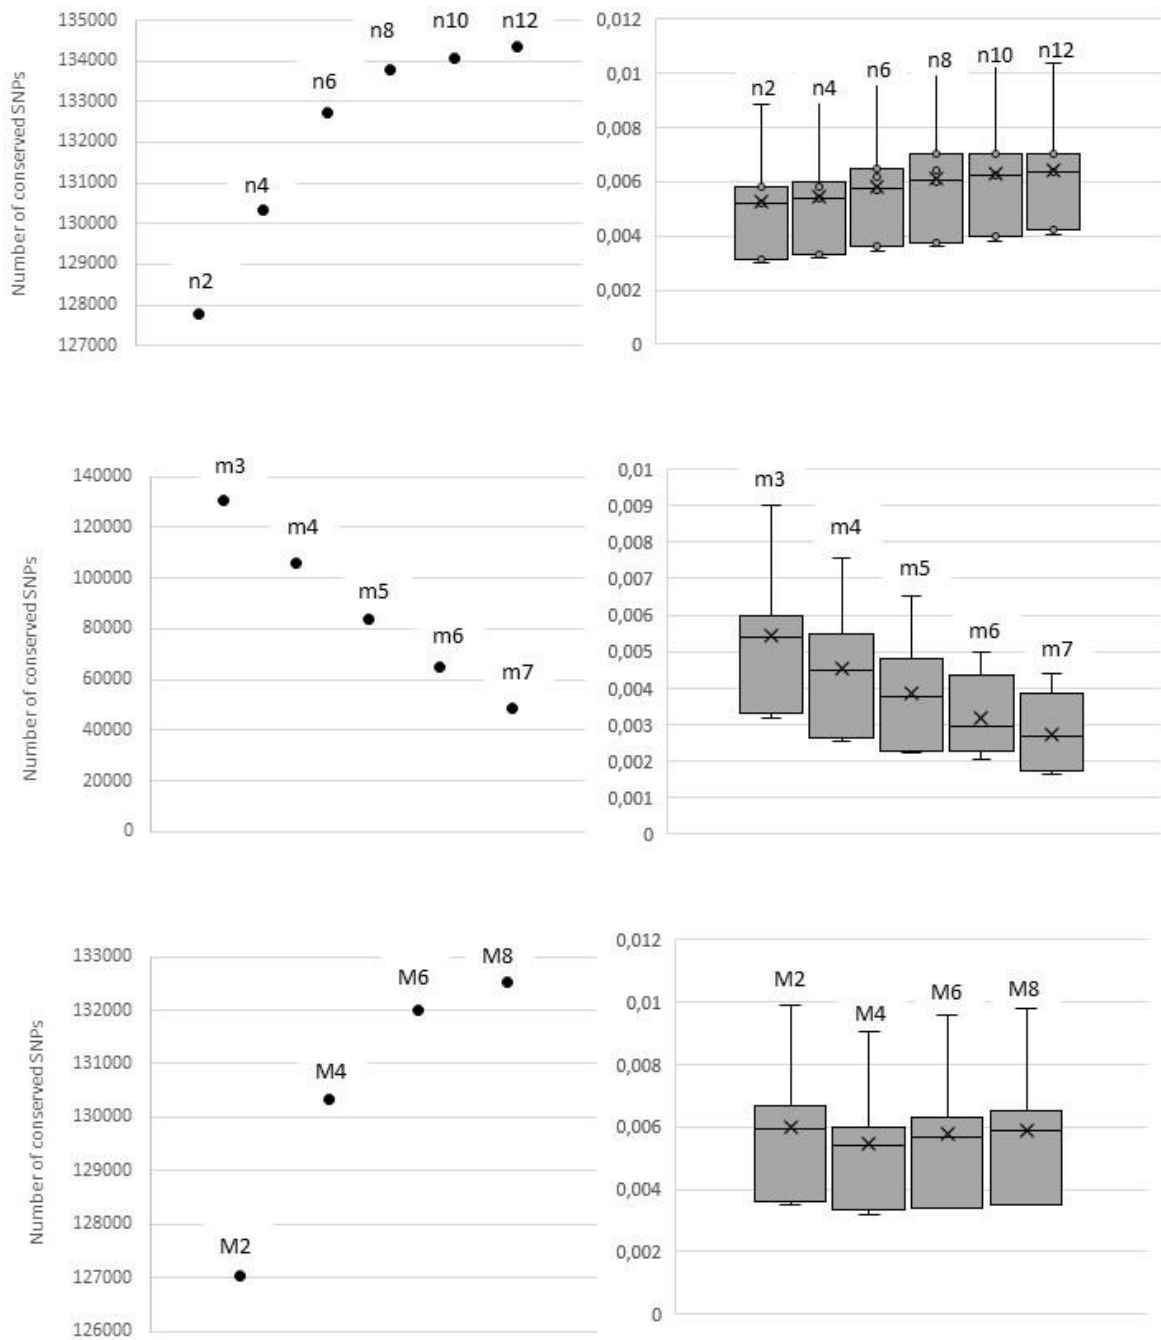 135000
134000
133000
132000
131000
130000
129000
128000
127000
Number of conserved SNPs
n2
n4
n6
n8
n10
n12
0,012
0,01
0,008
0,006
0,004
0,002
0
n2
n4
n6
n8
n10
n12
140000
120000
100000
80000
60000
40000
20000
0
Number of conserved SNPs
m3
m4
m5
m6
m7
0,01
0,009
0,008
0,007
0,006
0,005
0,004
0,003
0,002
0,001
0
m3
m4
m5
m6
m7
133000
132000
131000
130000
129000
128000
127000
126000
Number of conserved SNPs
M2
M4
M6
M8
0,012
0,01
0,008
0,006
0,004
0,002
0
M2
M4
M6
M8